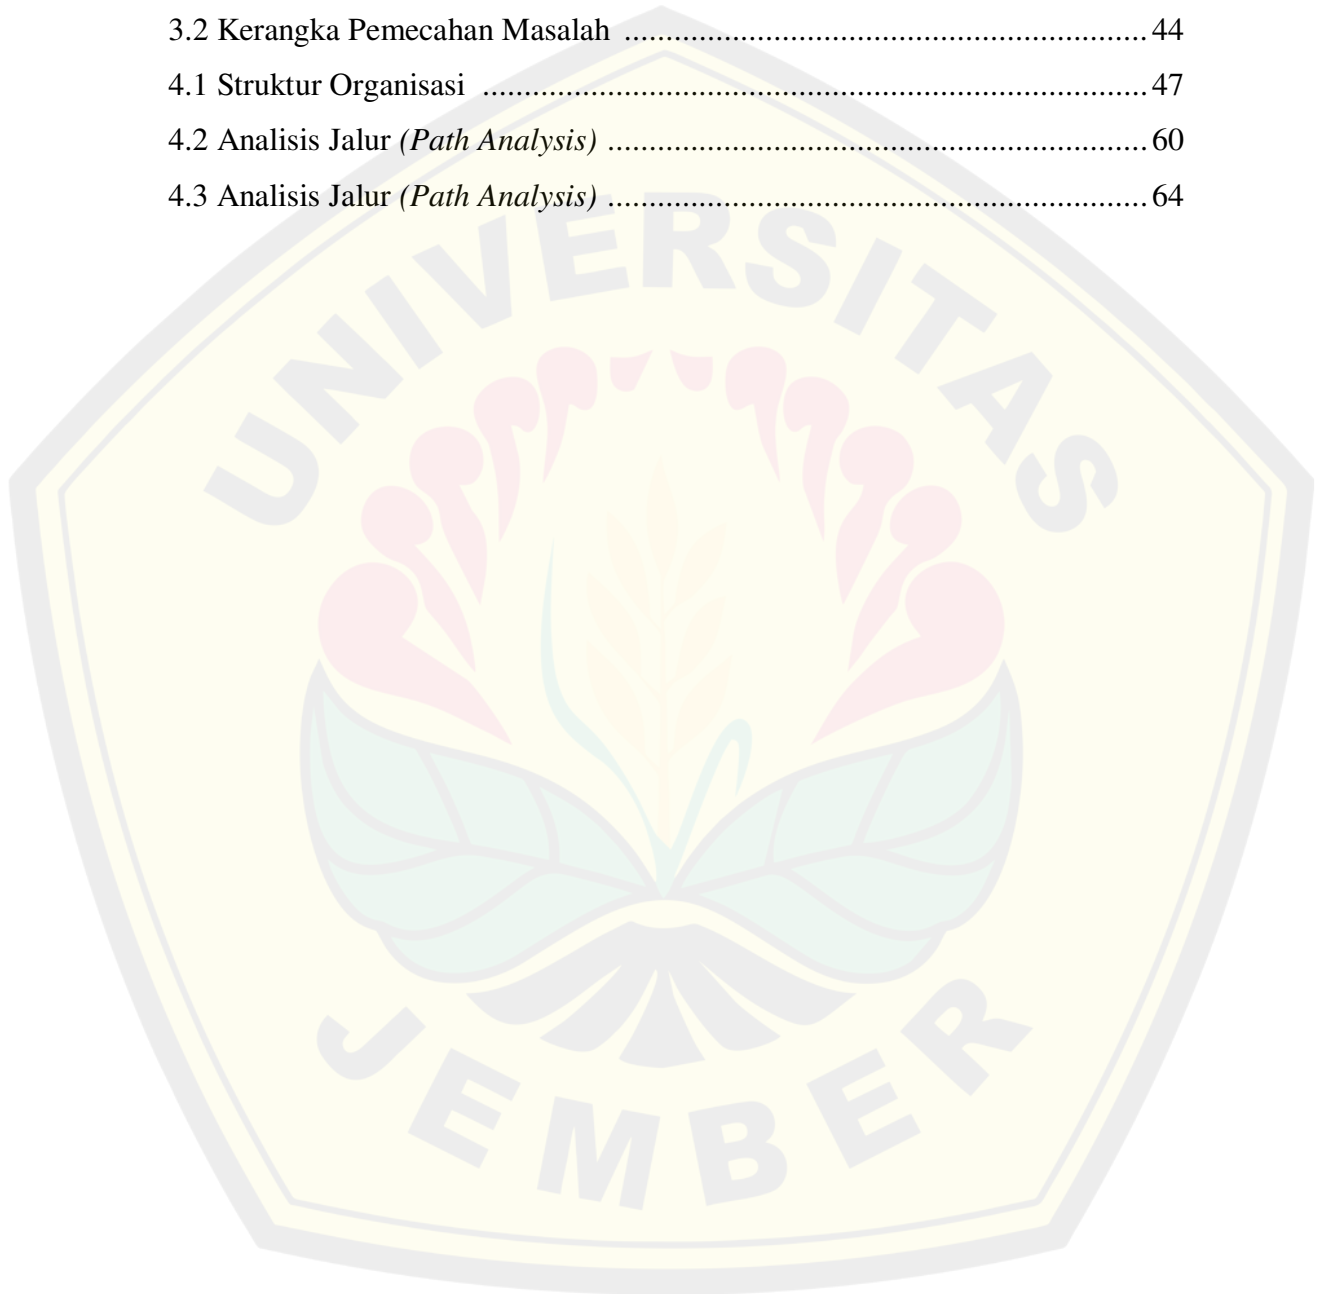 3.2 Kerangka Pemecahan Masalah ................................................................ 44
4.1 Struktur Organisasi ................................................................................. 47
4.2 Analisis Jalur (Path Analysis) .................................................................. 60
4.3 Analisis Jalur (Path Analysis) .................................................................. 64
UNIVERSITAS
JEMBER